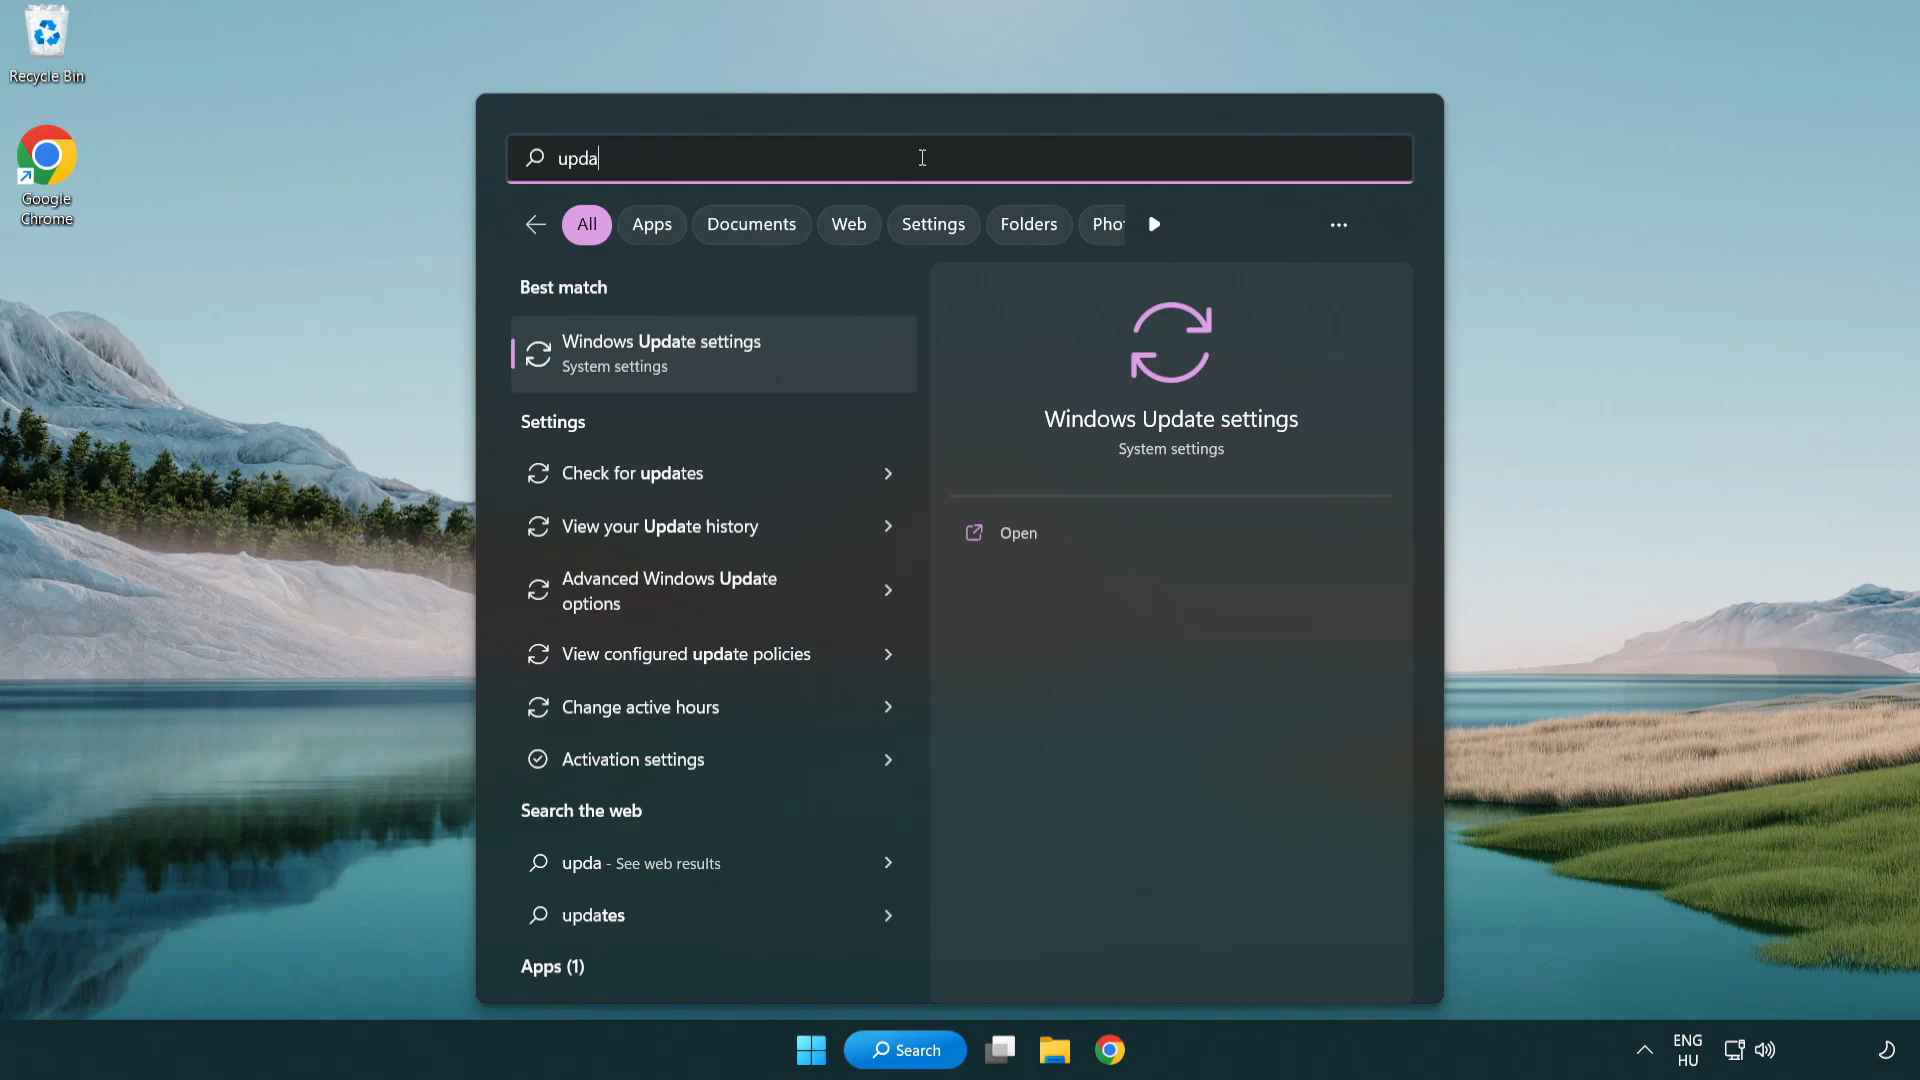 Recycle Bin
Google
Chrome
upda
All
Apps
Documents
Web
Settings
Folders
Best match
Windows Update settings
System settings
Settings
Check for updates
View your Update history
Advanced Windows Update
options
View configured update policies
Change active hours
Activation settings
Search the web
upda - See web results
updates
Apps (1)
Windows Update settings
System settings
Open
Search
ENG
HU